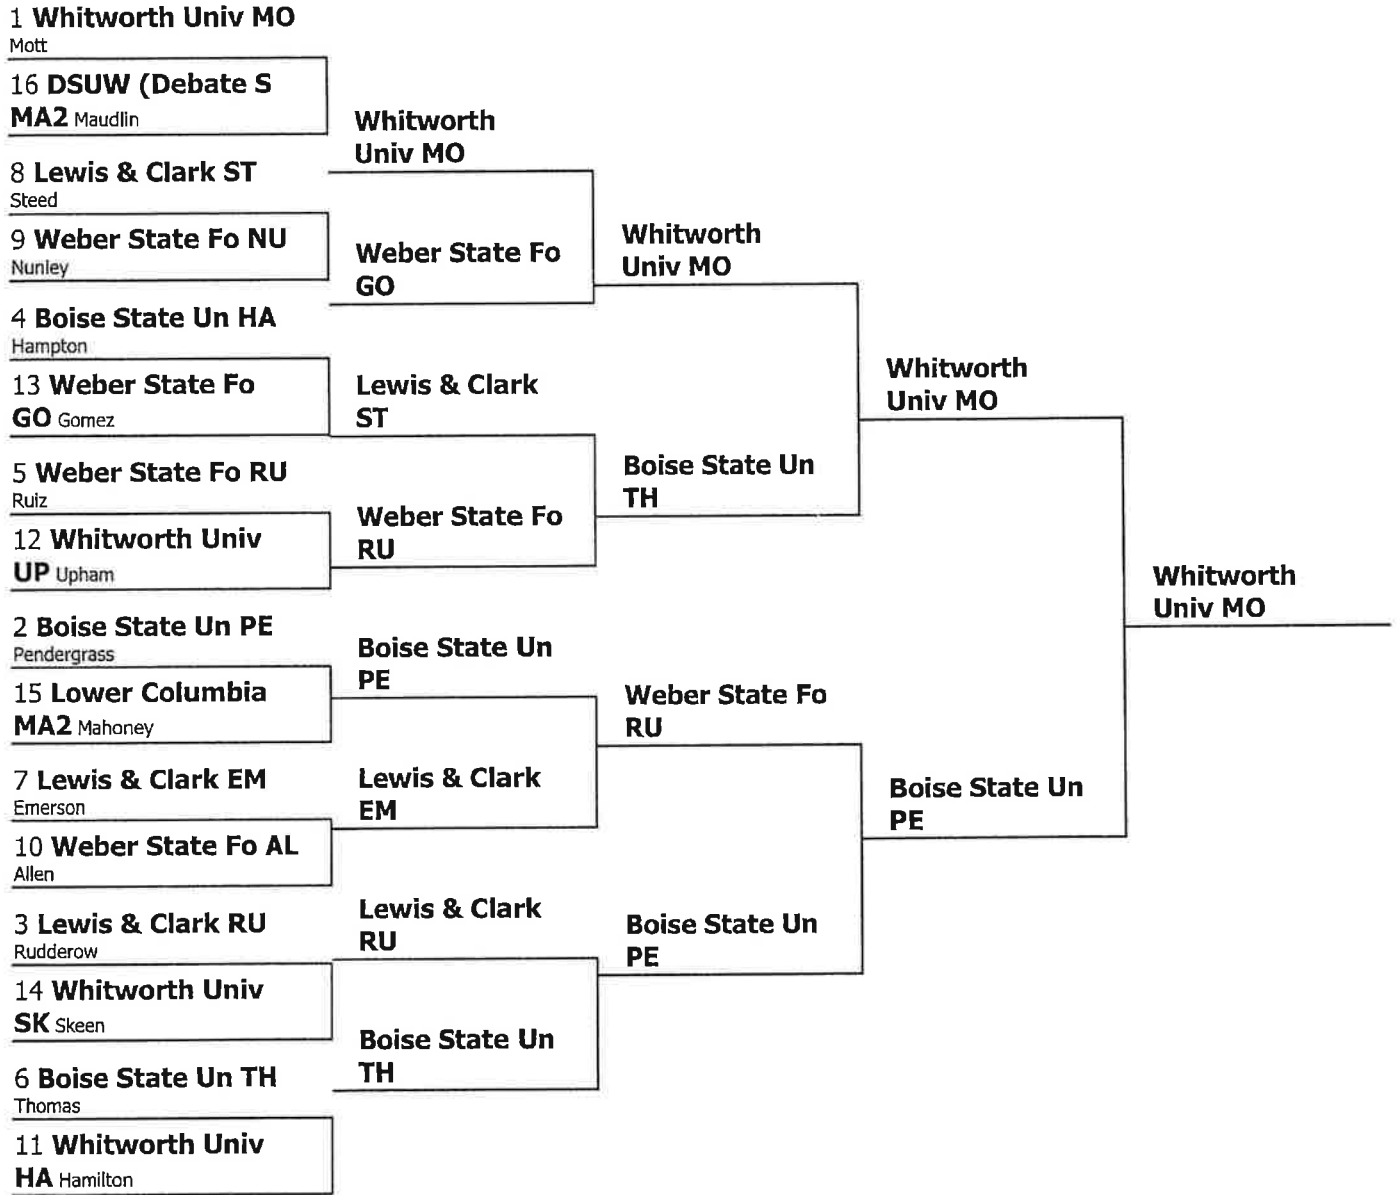 1 Whitworth Univ MO
Mott
16 DSUW (Debate S
MA2 Maudlin
8 Lewis & Clark ST
Steed
9 Weber State Fo NU
Nunley
4 Boise State Un HA
Hampton
13 Weber State Fo
GO Gomez
5 Weber State Fo RU
Ruiz
12 Whitworth Univ
UP Upham
2 Boise State Un PE
Pendergrass
15 Lower Columbia
MA2 Mahoney
7 Lewis & Clark EM
Emerson
10 Weber State Fo AL
Allen
3 Lewis & Clark RU
Rudderow
14 Whitworth Univ
SK Skeen
6 Boise State Un TH
Thomas
11 Whitworth Univ
HA Hamilton
Whitworth
Univ MO
Weber State Fo
GO
Lewis & Clark
ST
Weber State Fo
RU
Boise State Un
PE
Lewis & Clark
EM
Lewis & Clark
RU
Boise State Un
TH
Whitworth
Univ MO
Boise State Un
TH
Weber State Fo
RU
Boise State Un
PE
Whitworth
Univ MO
Boise State Un
PE
Whitworth
Univ MO